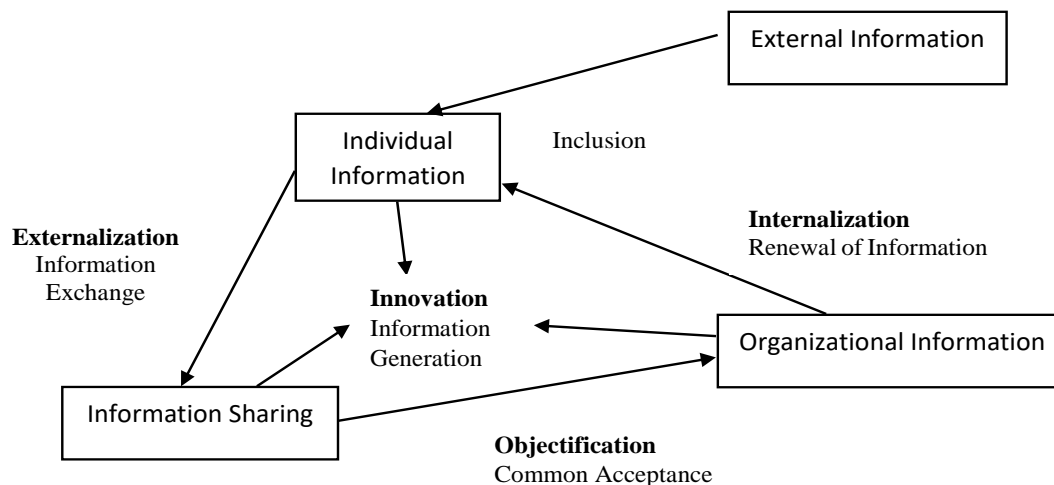 External Information
Individual
Information
Inclusion
Externalization
Information
Exchange
Internalization
Renewal of Information
Innovation
Information
Generation
Organizational Information
Information Sharing
Objectification
Common Acceptance